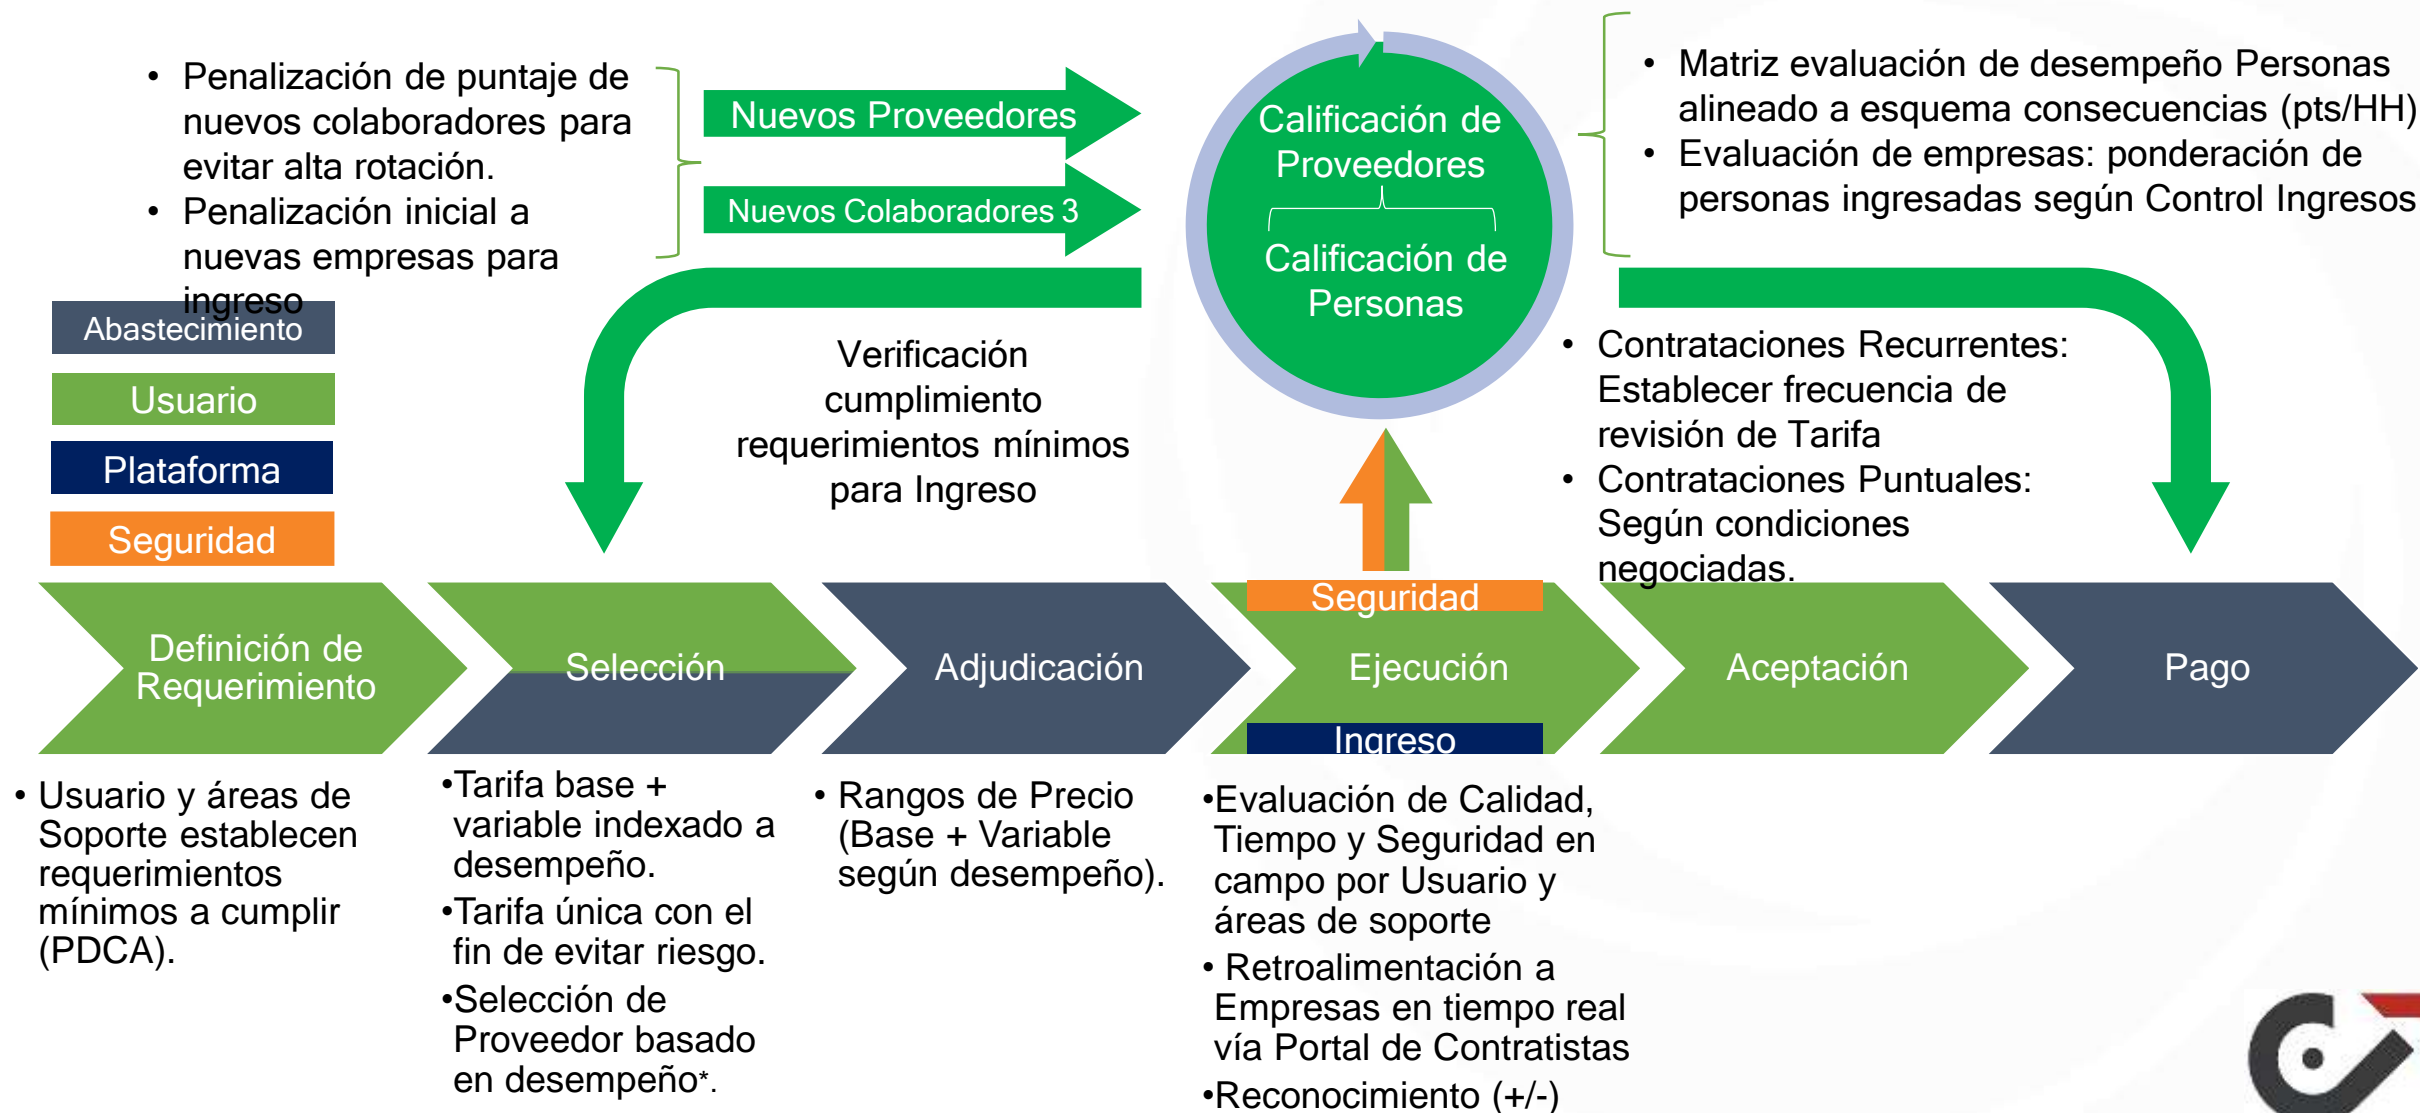 • Penalización de puntaje de
nuevos colaboradores para
evitar alta rotación.
• Penalización inicial a
nuevas empresas para
ingreso
Nuevos Proveedores
Nuevos Colaboradores 3
Calificación de
Proveedores
Calificación de
Personas
• Matriz evaluación de desempeño Personas
alineado a esquema consecuencias (pts/HH)
• Evaluación de empresas: ponderación de
personas ingresadas según Control Ingresos
Abastecimiento
Usuario
Plataforma
Seguridad
Verificación
cumplimiento
requerimientos mínimos
para Ingreso
• Contrataciones Recurrentes:
Establecer frecuencia de
revisión de Tarifa
• Contrataciones Puntuales:
Según condiciones
negociadas.
Definición de
Requerimiento
Selección
Adjudicación
Seguridad
Ejecución
Ingreso
Aceptación
Pago
• Usuario y áreas de
Soporte establecen
requerimientos
mínimos a cumplir
(PDCA).
•Tarifa base +
variable indexado a
desempeño.
•Tarifa única con el
fin de evitar riesgo.
•Selección de
Proveedor basado
en desempeño*.
• Rangos de Precio
(Base + Variable
según desempeño).
•Evaluación de Calidad,
Tiempo y Seguridad en
campo por Usuario y
áreas de soporte
• Retroalimentación a
Empresas en tiempo real
vía Portal de Contratistas
•Reconocimiento (+/-)